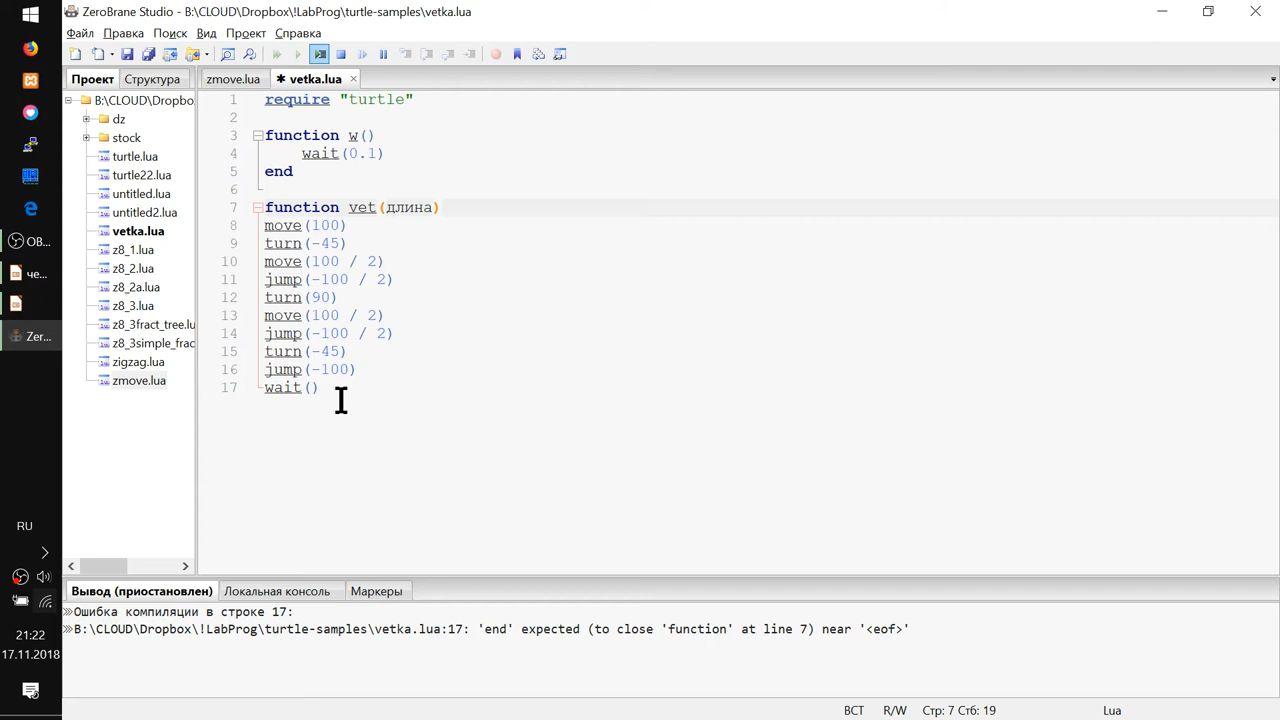 ZeroBrane Studio - B:\CLOUD\Dropbox\!LabProg\turtle-samples\vetka.lua
Файл Правка Поиск Вид Проект Справка
Проект Структура
zmove.lua ✱ vetka.lua
B:\CLOUD\Dropbo
dz
stock
turtle.lua
turtle22.lua
untitled.lua
untitled2.lua
vetka.lua
z8_1.lua
z8_2.lua
z8_2a.lua
z8_3.lua
z8_3fract_tree.lu
z8_3simple_frac
zigzag.lua
zmove.lua
1 require "turtle"
2
3 function w()
4 wait(0.1)
5 end
6
7 function vet(длина)
8 move(100)
9 turn(-45)
10 move(100 / 2)
11 jump(-100 / 2)
12 turn(90)
13 move(100 / 2)
14 jump(-100 / 2)
15 turn(-45)
16 jump(-100)
17 wait()
Вывод (приостановлен) Локальная консоль Маркеры
Ошибка компиляции в строке 17:
B:\CLOUD\Dropbox\!LabProg\turtle-samples\vetka.lua:17: 'end' expected (to close 'function' at line 7) near '<eof>'
ВСТ R/W Стр: 7 Стб: 19 Lua
OB...
че...
Zer...
RU
21:22
17.11.2018